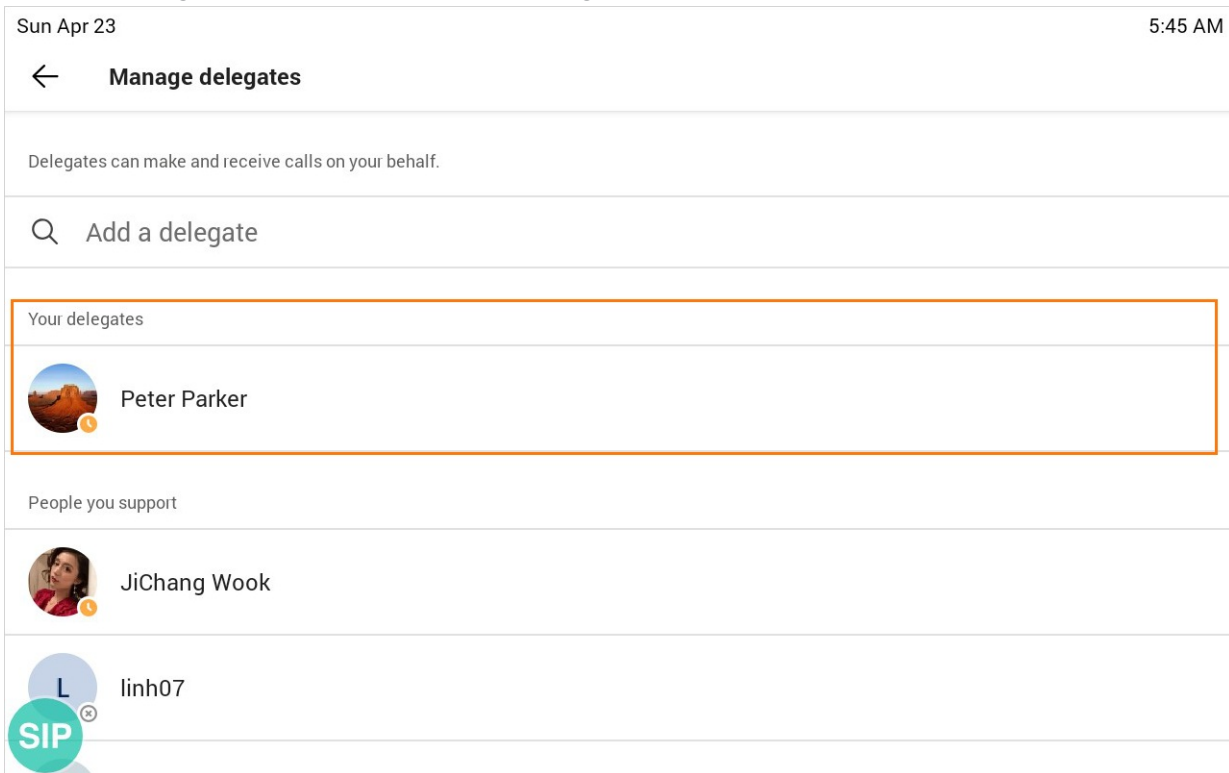 Sun Apr 23 5:45 AM
Manage delegates
Delegates can make and receive calls on your behalf.
Add a delegate
Your delegates
Peter Parker
People you support
JiChang Wook
L linh07
SIP